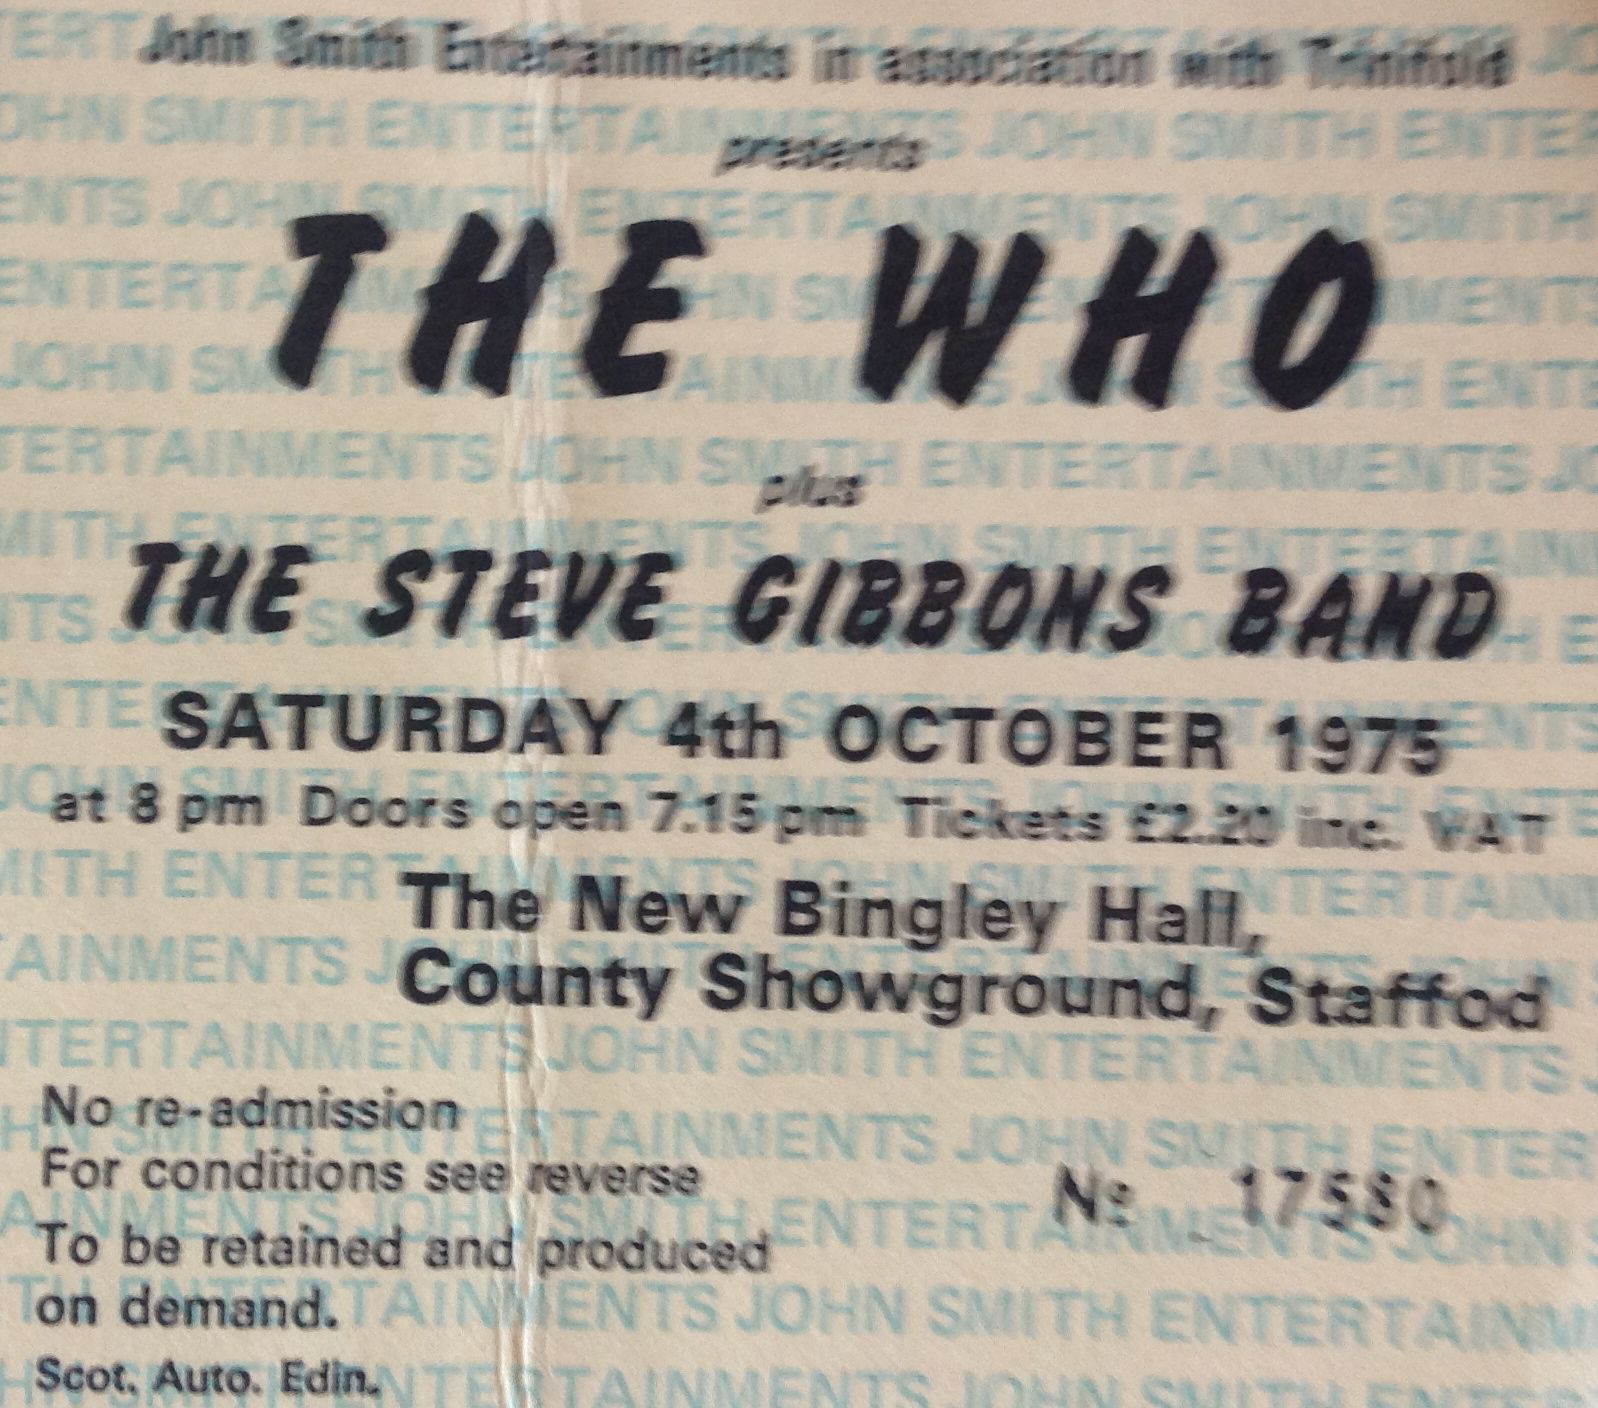 John Smith Entertainments in association with Trinifold
presents
THE WHO
plus
THE STEVE GIBBONS BAND
SATURDAY 4th OCTOBER 1975
at 8 pm Doors open 7.15 pm Tickets £2.20 inc. VAT
The New Bingley Hall,
County Showground, Staffod
No re-admission
For conditions see reverse
Nº 17580
To be retained and produced
on demand.
Scot. Auto. Edin.